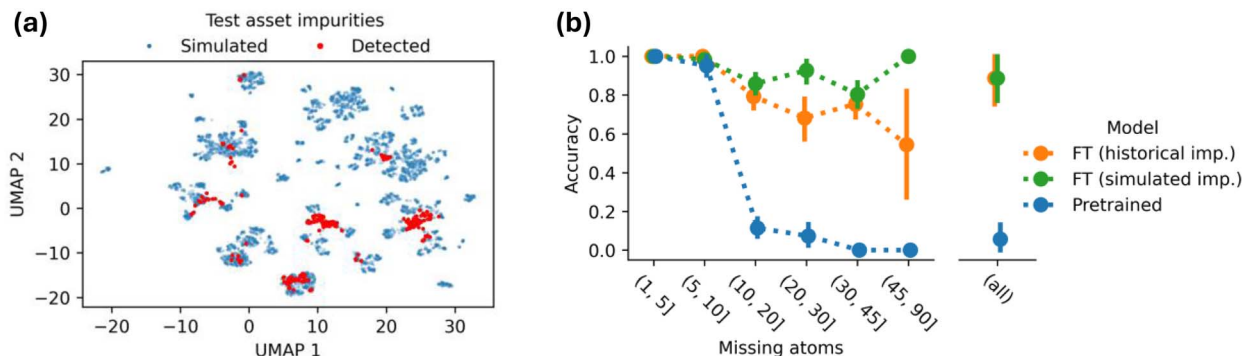 (a)
Test asset impurities
Simulated Detected
30
20
10
0
−10
−20
UMAP 2
−20 −10 0 10 20 30
UMAP 1
(b)
1.0
0.8
0.6
0.4
0.2
0.0
Accuracy
(1, 5]
(5, 10]
(10, 20]
(20, 30]
(30, 45]
(45, 90]
(all)
Missing atoms
Model
FT (historical imp.)
FT (simulated imp.)
Pretrained